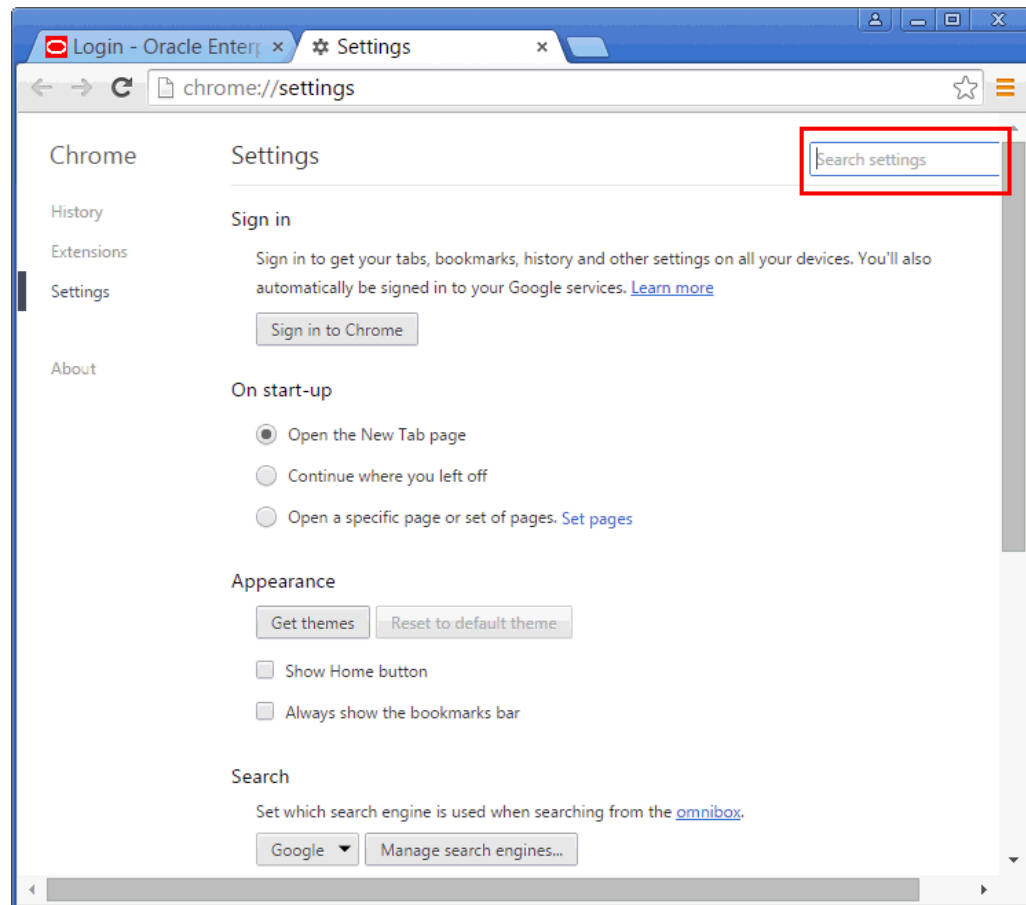 Login - Oracle Enterp
Settings
chrome://settings
Chrome
Settings
Search settings
History
Extensions
Settings
About
Sign in
Sign in to get your tabs, bookmarks, history and other settings on all your devices. You'll also
automatically be signed in to your Google services. Learn more
Sign in to Chrome
On start-up
Open the New Tab page
Continue where you left off
Open a specific page or set of pages. Set pages
Appearance
Get themes
Reset to default theme
Show Home button
Always show the bookmarks bar
Search
Set which search engine is used when searching from the omnibox.
Google
Manage search engines...